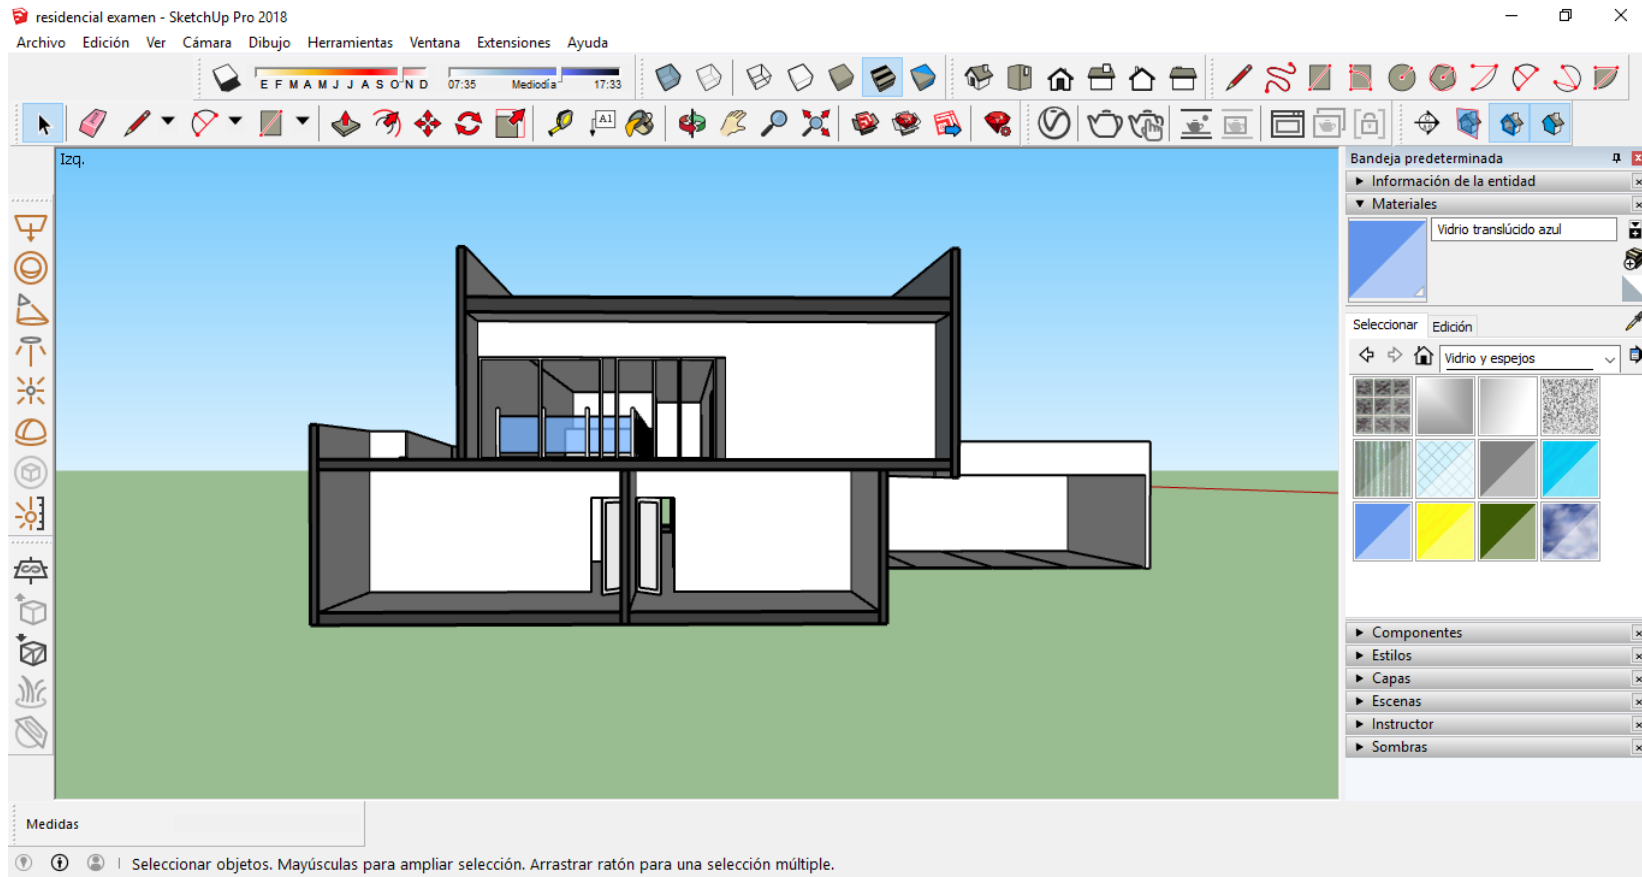 residencial examen - SketchUp Pro 2018
Archivo Edición Ver Cámara Dibujo Herramientas Ventana Extensiones Ayuda
E F M A M J J A S O N D 07:35 Mediodía 17:33
A1
Izq.
Bandeja predeterminada
Información de la entidad
Materiales
Vidrio translúcido azul
Seleccionar Edición
Vidrio y espejos
Componentes
Estilos
Capas
Escenas
Instructor
Sombras
Medidas
Seleccionar objetos. Mayúsculas para ampliar selección. Arrastrar ratón para una selección múltiple.